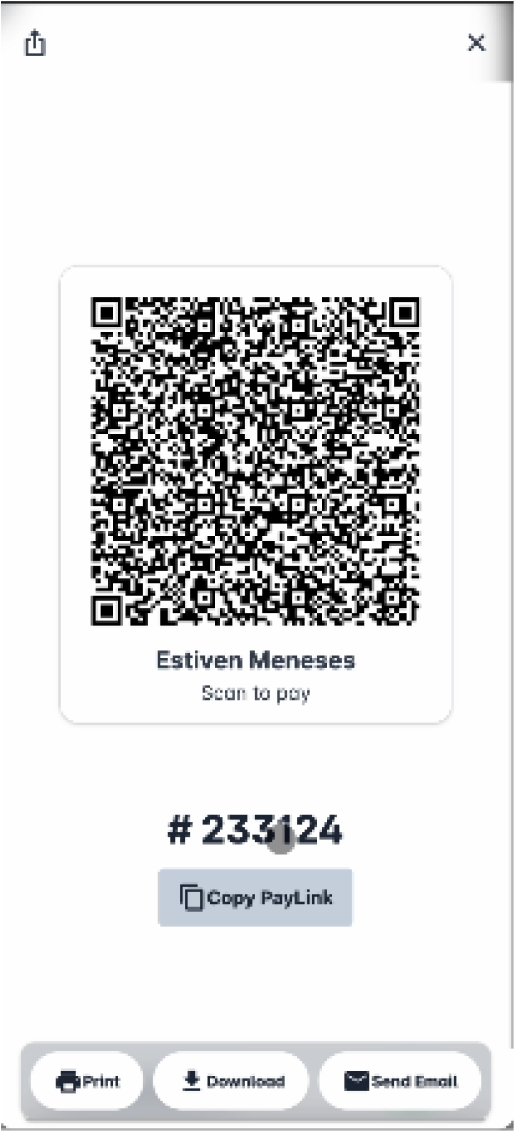 Estiven Meneses
Scan to pay
# 233124
Copy PayLink
Print
Download
Send Email